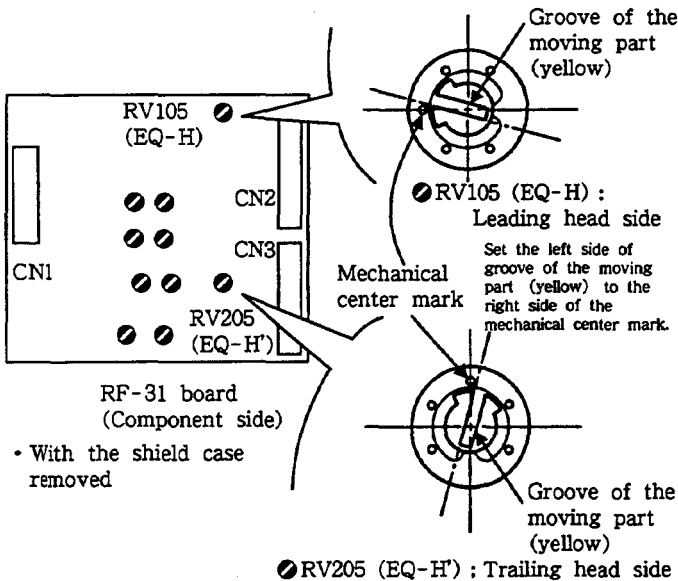 Groove of the
moving part
(yellow)
RV105
(EQ-H)
CN2
CN3
CN1
RV205
(EQ-H')
RV105 (EQ-H) :
Leading head side
Set the left side of
groove of the moving
part (yellow) to the
right side of the
mechanical center mark.
Mechanical
center mark
RF-31 board
(Component side)
• With the shield case
removed
Groove of the
moving part
(yellow)
RV205 (EQ-H') ; Trailing head side